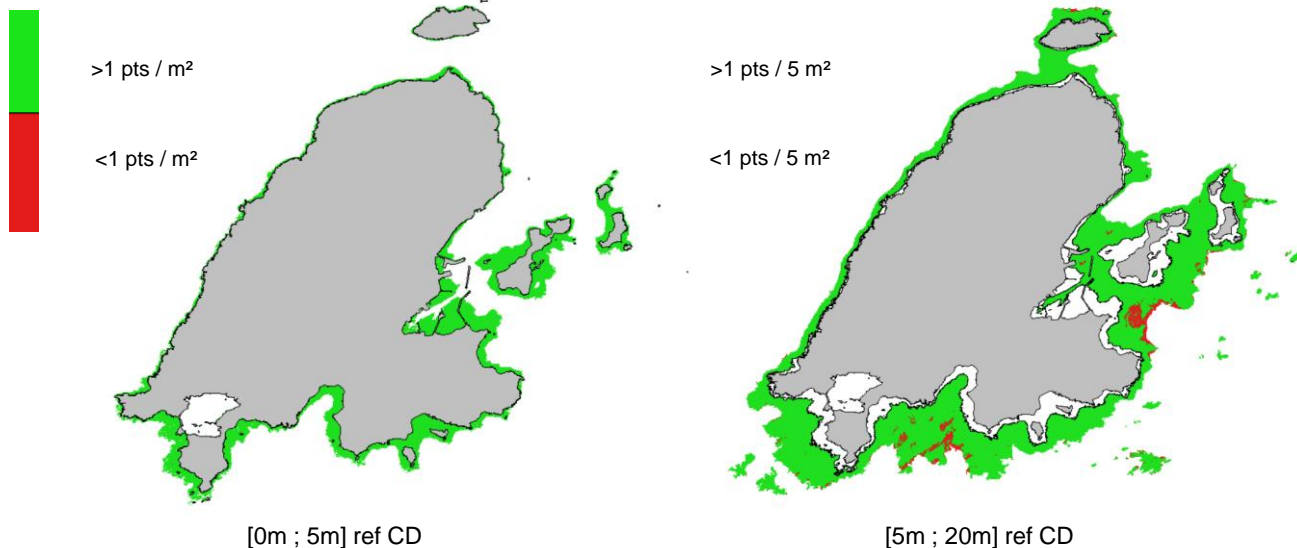 >1 pts / m²
>1 pts / 5 m²
<1 pts / m²
<1 pts / 5 m²
[0m ; 5m] ref CD
[5m ; 20m] ref CD